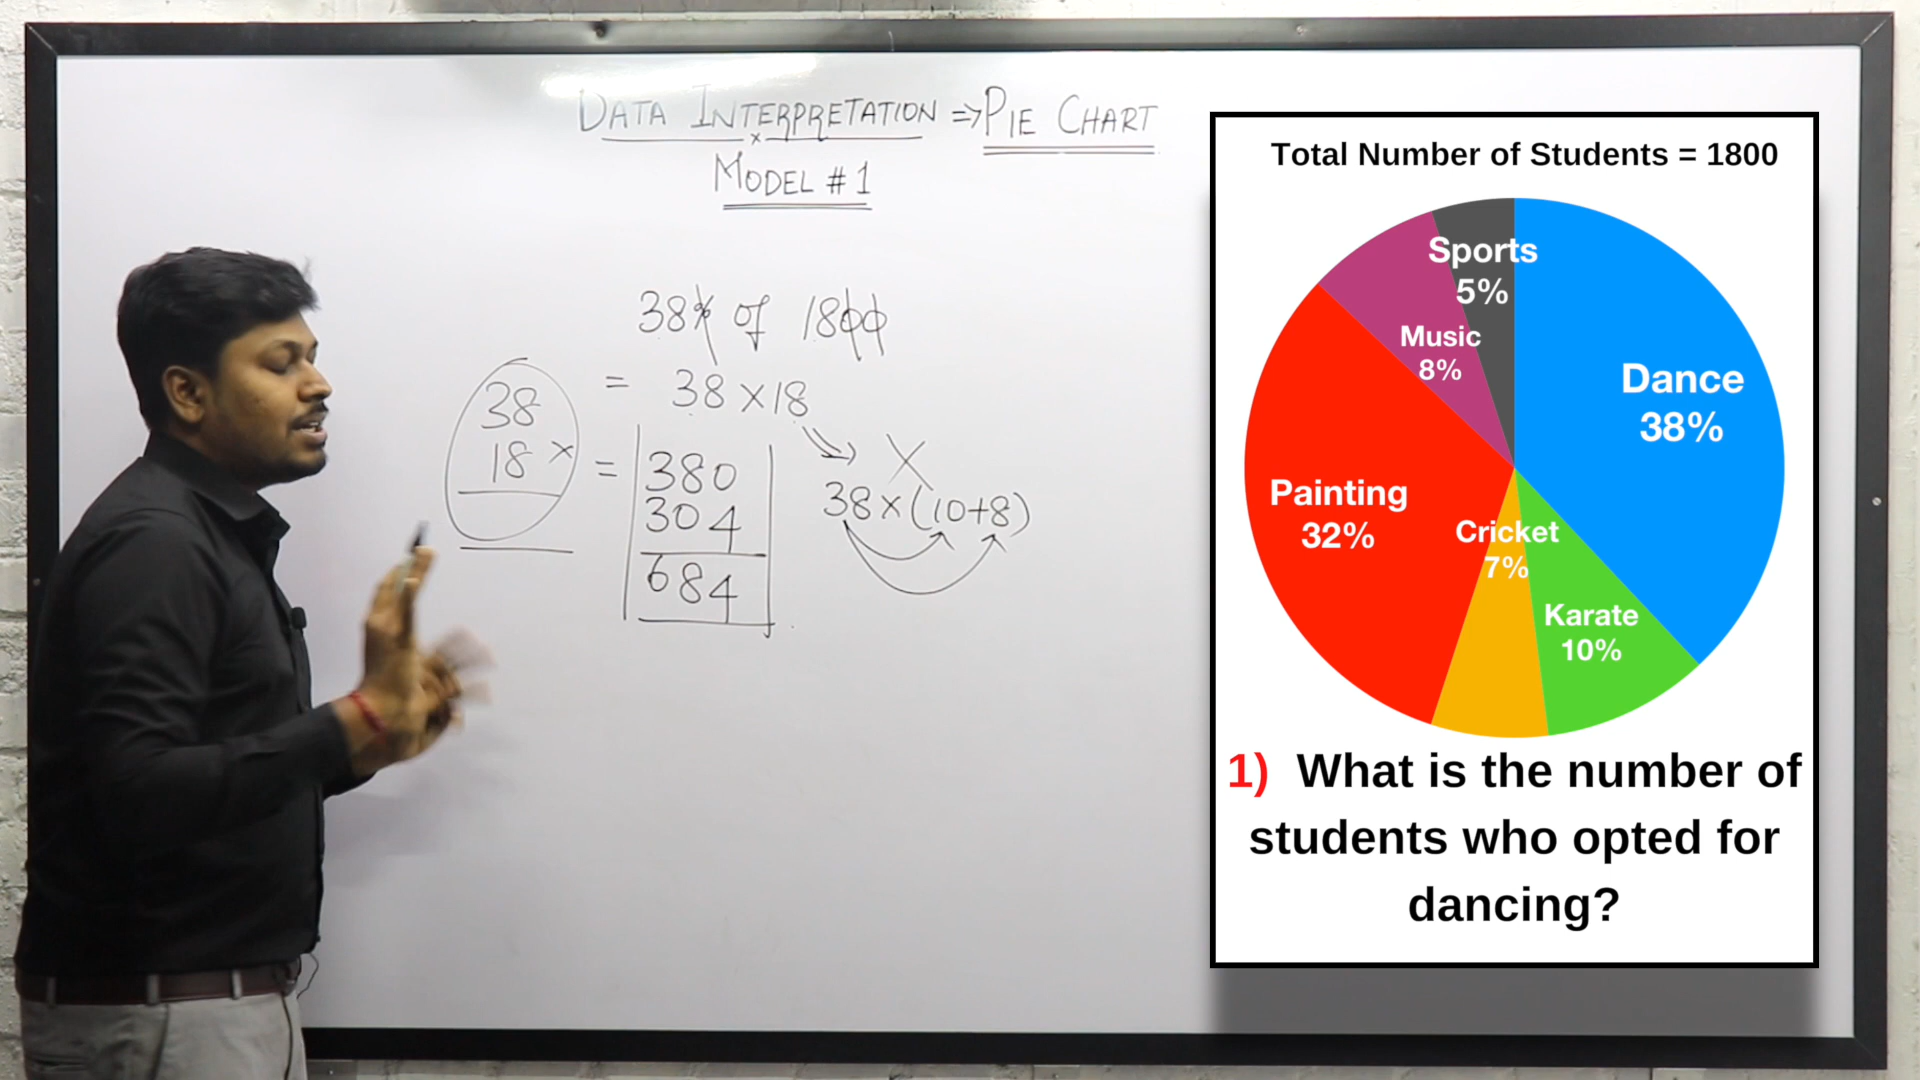 DATA INTERPRETATION => PIE CHART
x
MODEL #1
38% of 1800
= 38 x 18
38
18 x
= 380
304
684
X
38 x (10+8)
Total Number of Students = 1800
Sports
5%
Music
8%
Dance
38%
Painting
32%
Cricket
7%
Karate
10%
1) What is the number of
students who opted for
dancing?